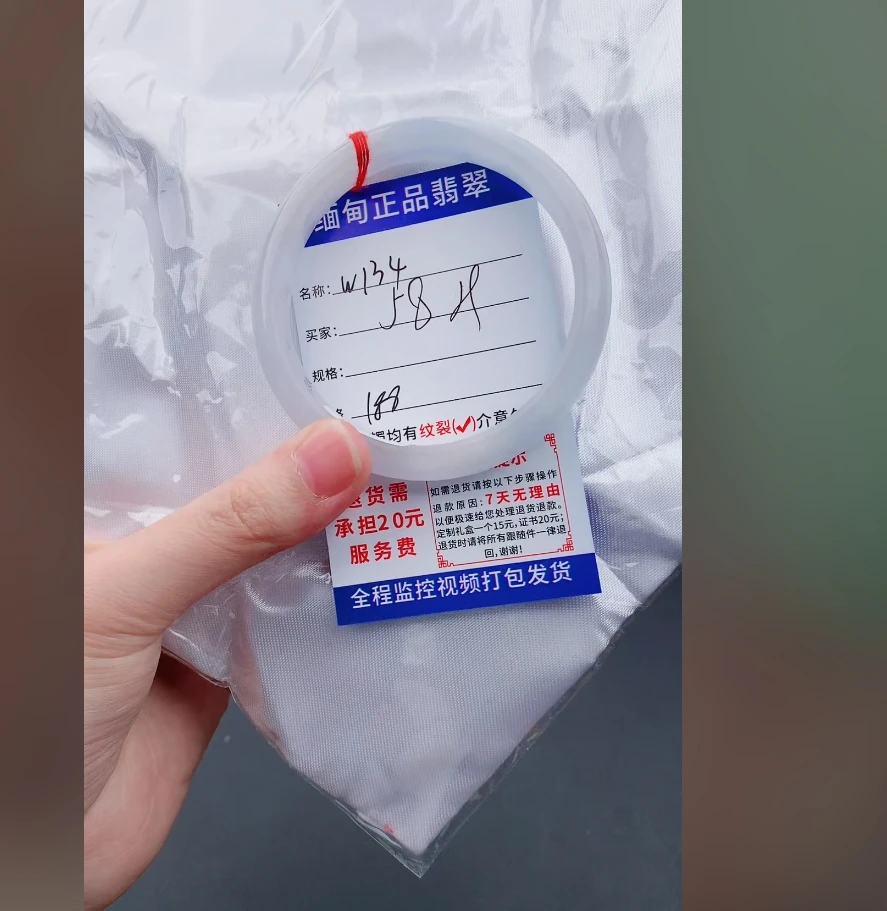 缅甸正品翡翠
名称: W134
58 H
买家:
规格:
188
镯均有纹裂(✓)介意
退货需
承担20元
服务费
提示
如需退货请按以下步骤操作
退款原因:7天无理由
以便极速给您处理退货退款。
定制礼盒一个15元,证书20元;
退货时请将所有跟随件一律退
回,谢谢!
全程监控视频打包发货